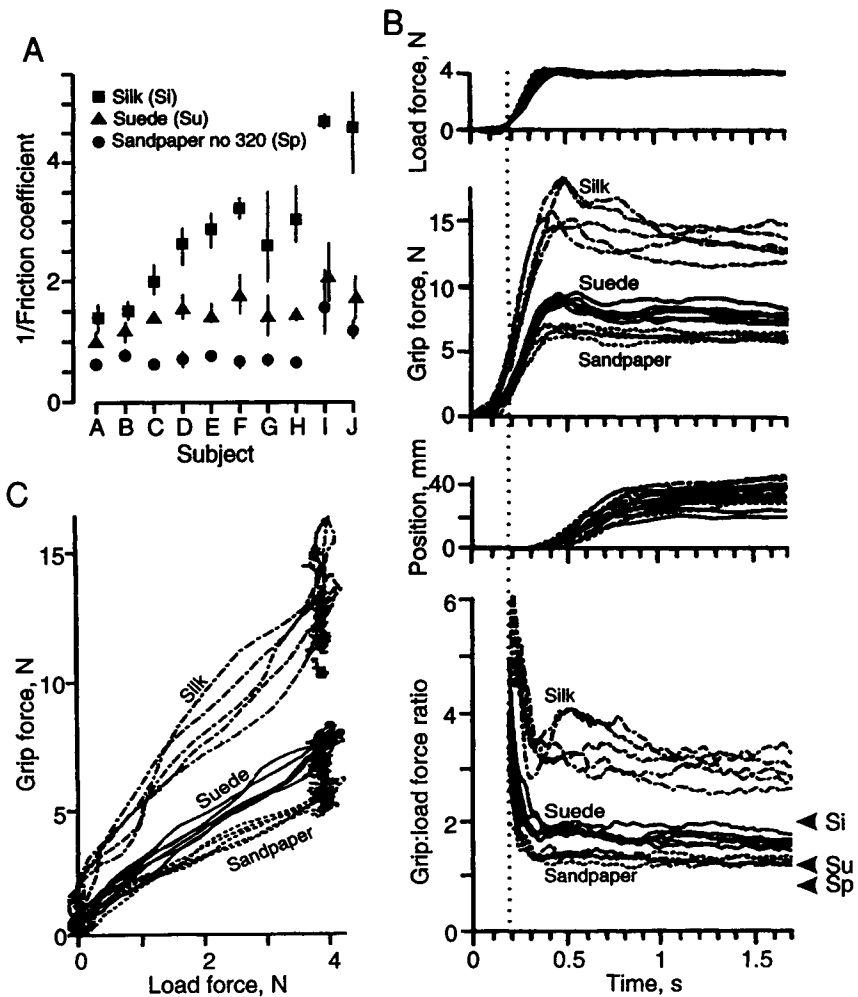 A
Silk (Si)
Suede (Su)
Sandpaper no 320 (Sp)
1/Friction coefficient
4
2
0
A B C D E F G H I J
Subject
B
Load force, N
4
0
Grip force, N
15
10
5
0
Silk
Suede
Sandpaper
Position, mm
40
0
Grip:load force ratio
6
4
2
0
Silk
Suede
Sandpaper
Si
Su
Sp
0 0.5 1 1.5
Time, s
C
Grip force, N
15
10
5
0
Silk
Suede
Sandpaper
0 2 4
Load force, N